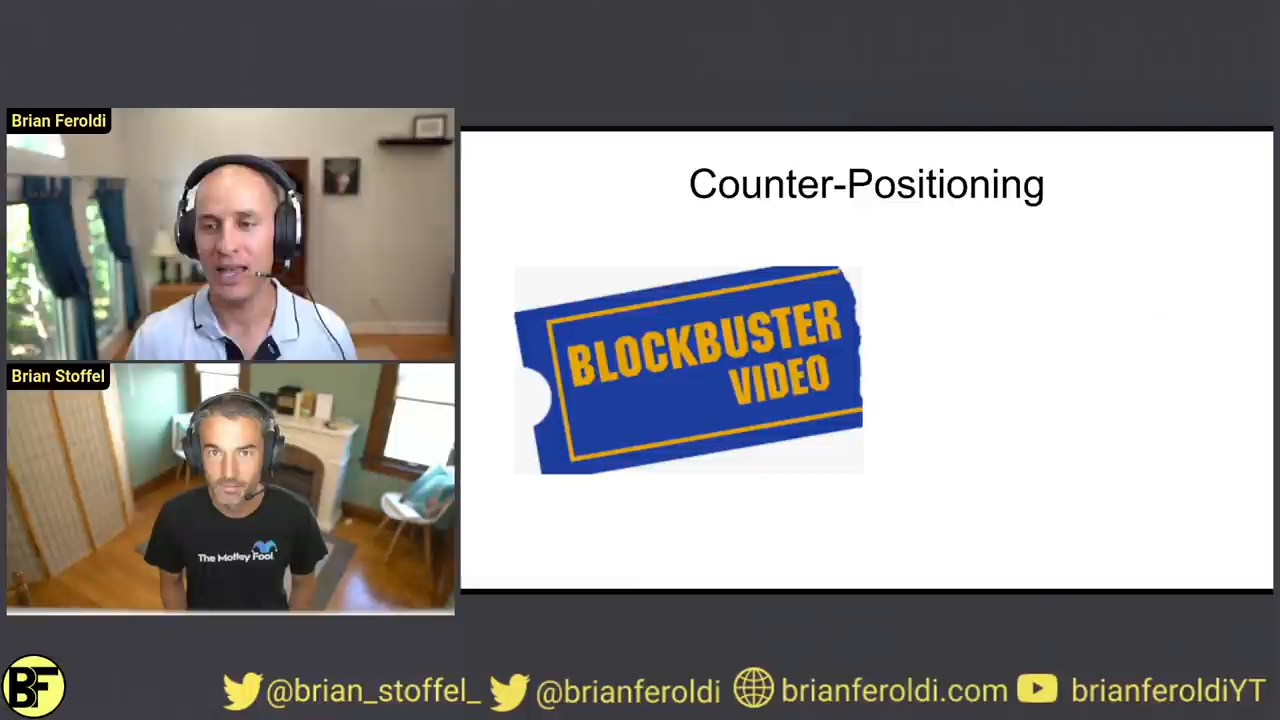 Brian Feroldi
Counter-Positioning
BLOCKBUSTER
VIDEO
Brian Stoffel
The Motley Fool
BF
@brian_stoffel_
@brianferoldi
brianferoldi.com
brianferoldiYT